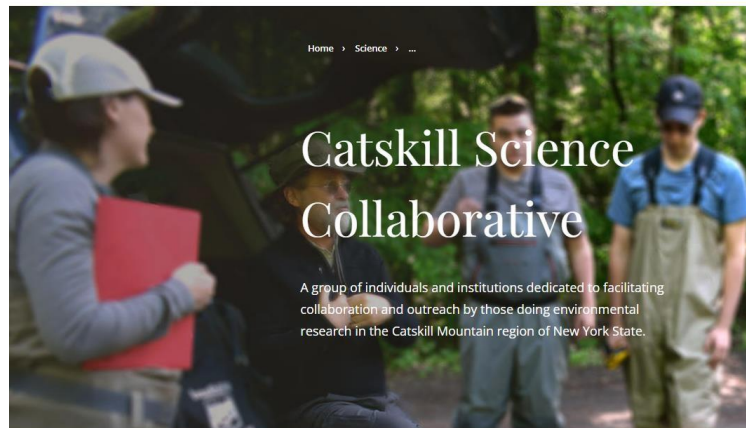 Home › Science › ...
Catskill Science
Collaborative
A group of individuals and institutions dedicated to facilitating
collaboration and outreach by those doing environmental
research in the Catskill Mountain region of New York State.